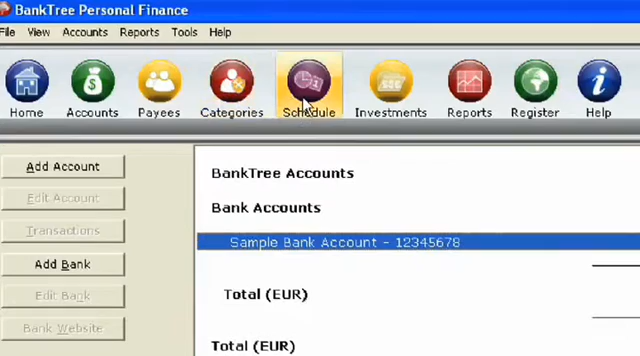 BankTree Personal Finance
File View Accounts Reports Tools Help
Home Accounts Payees Categories Schedule Investments Reports Register Help
Add Account
Edit Account
Transactions
Add Bank
Edit Bank
Bank Website
BankTree Accounts
Bank Accounts
Sample Bank Account - 12345678
Total (EUR)
Total (EUR)